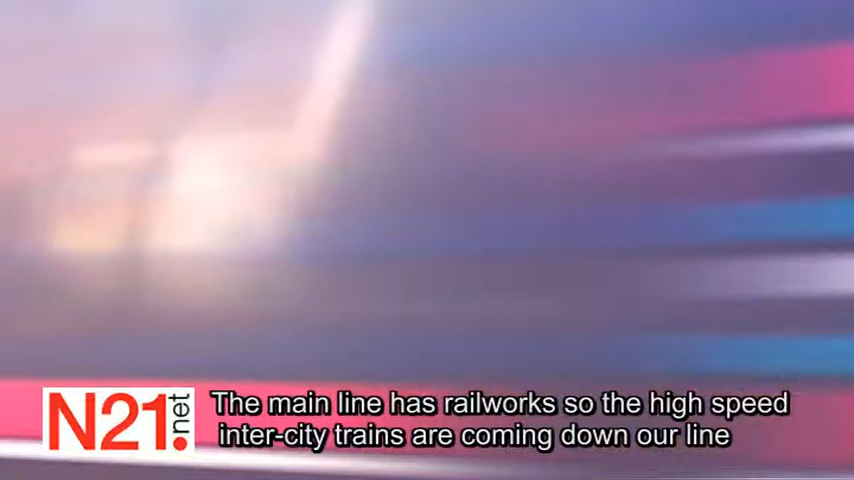 N21.net
The main line has railworks so the high speed
inter-city trains are coming down our line